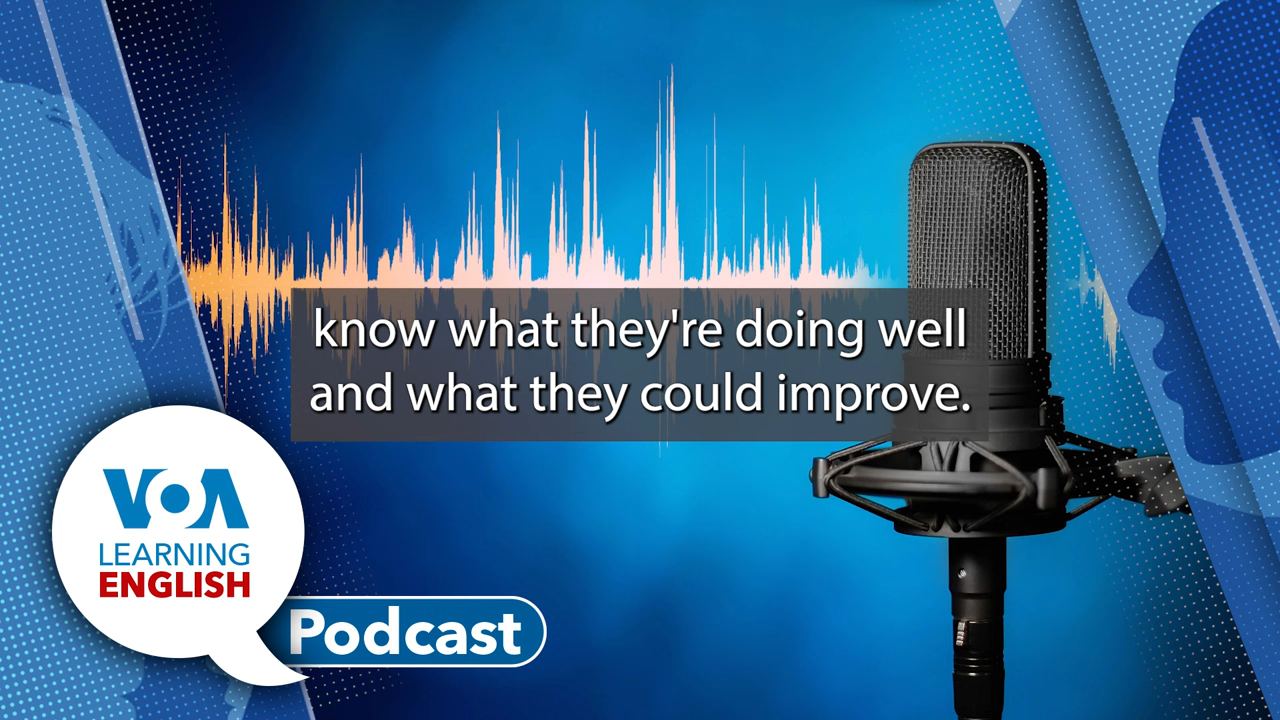 know what they're doing well
and what they could improve.
VOA
LEARNING
ENGLISH
Podcast